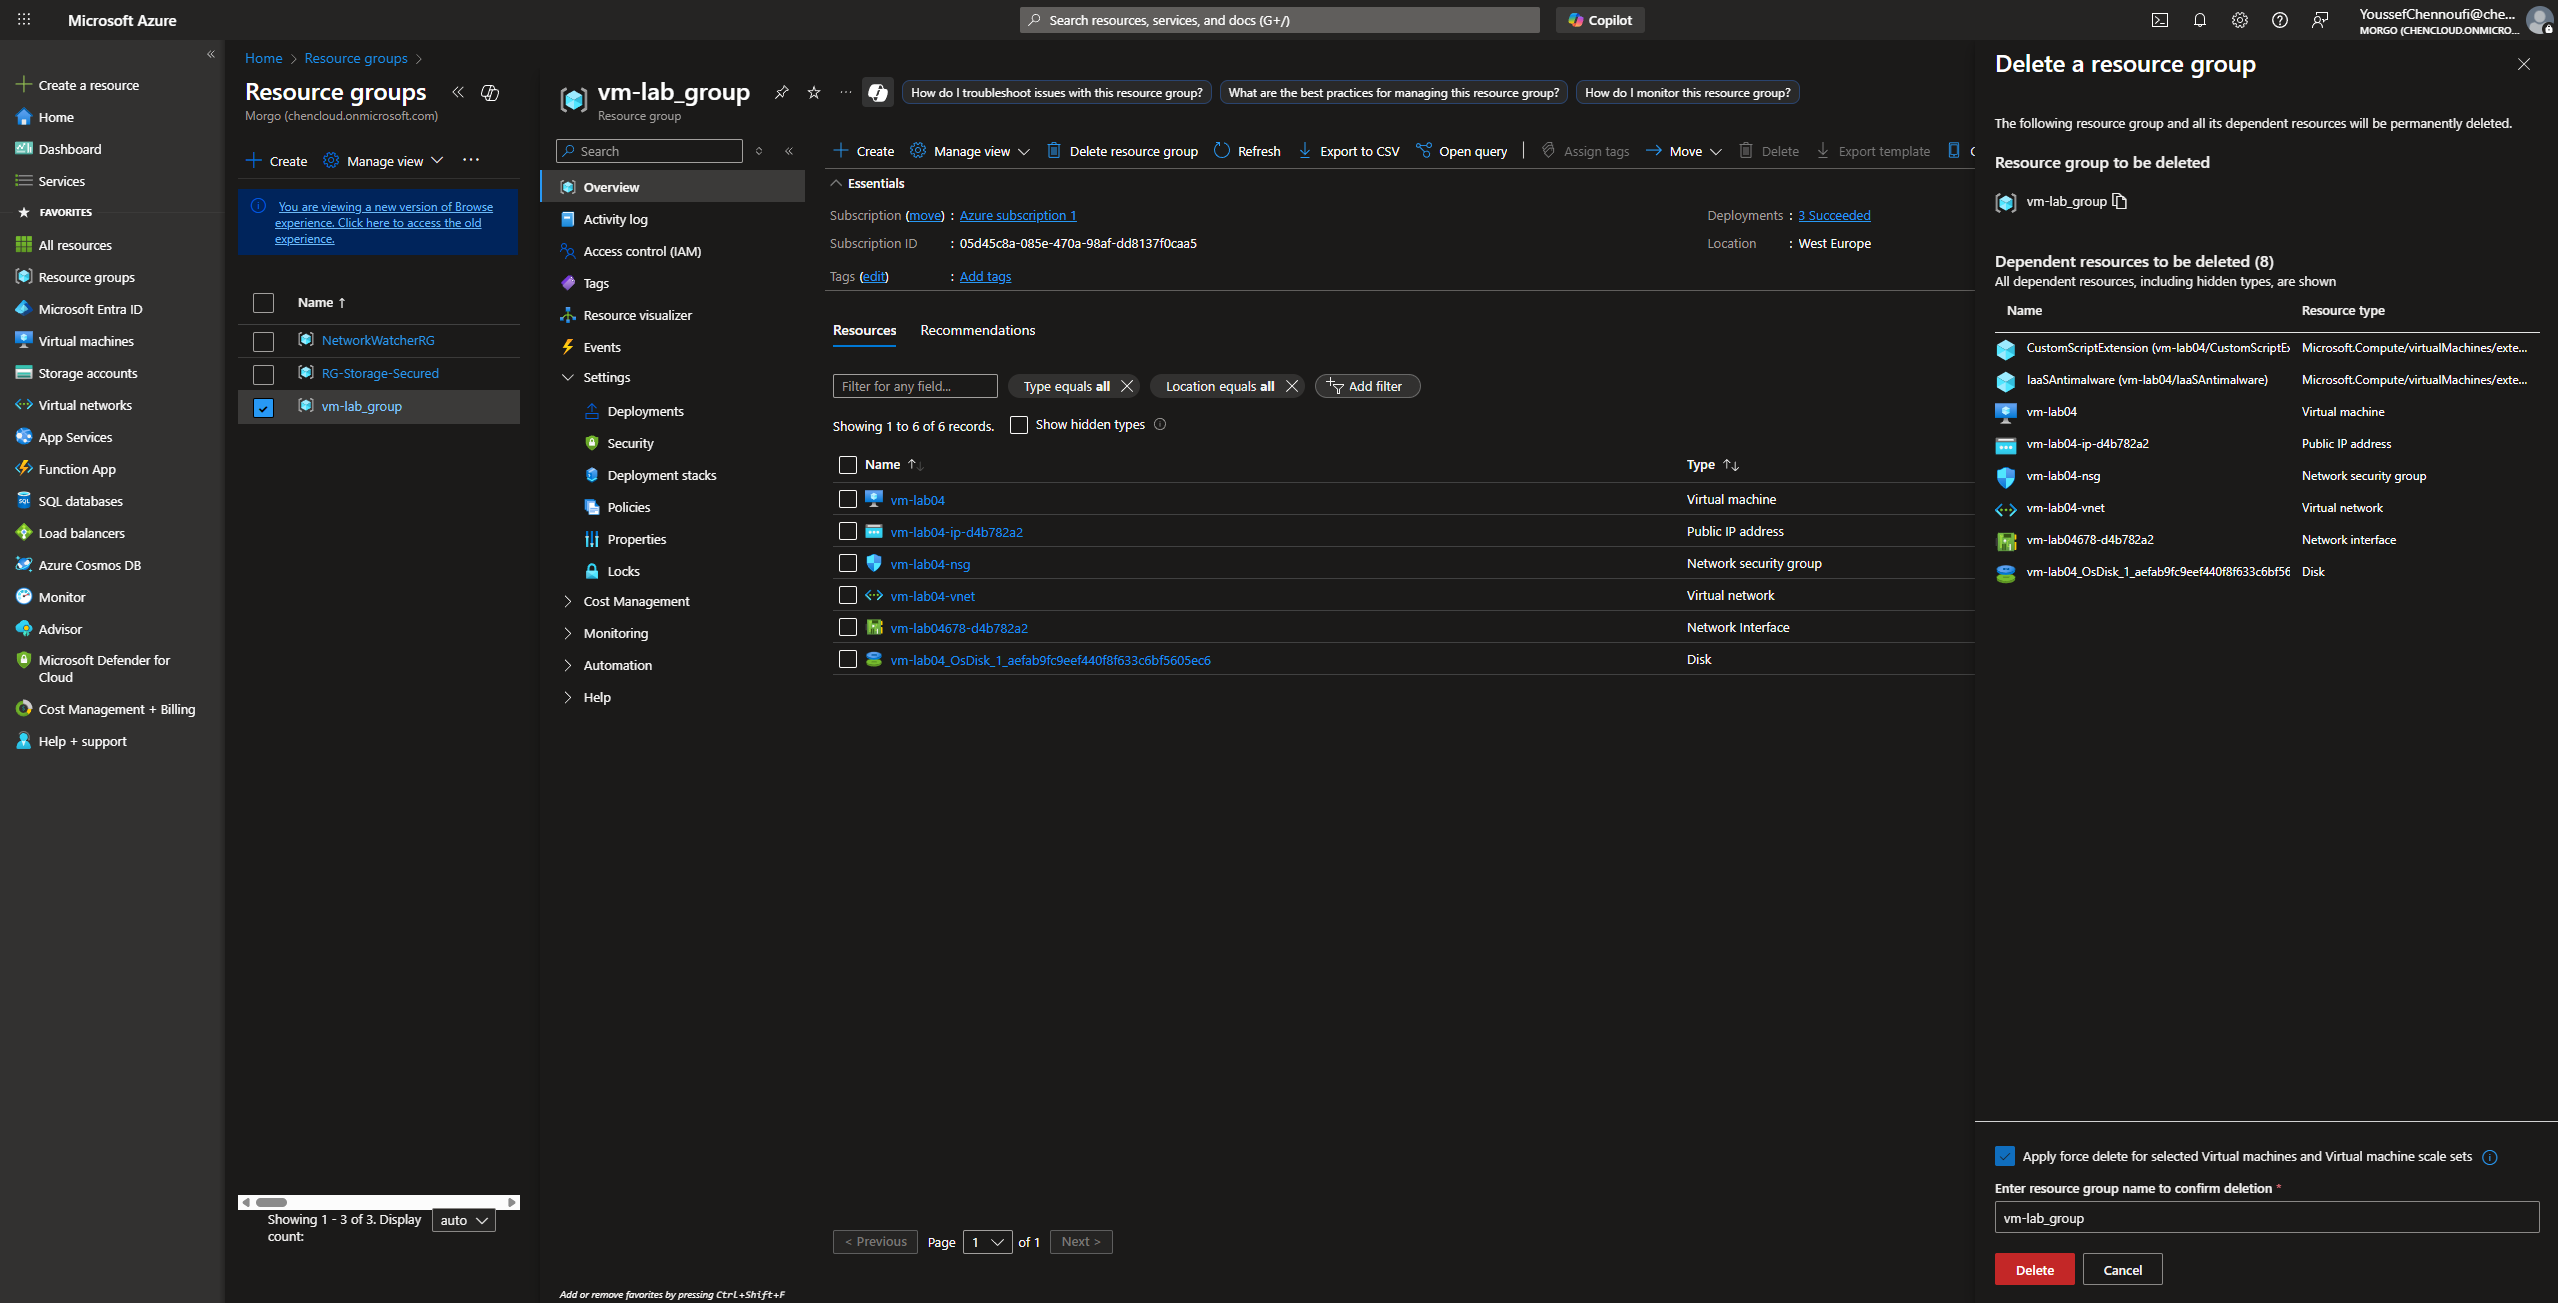 Microsoft Azure
Search resources, services, and docs (G+/)
Copilot
YoussefChennoufi@che...
MORGO (CHENCLOUD.ONMICRO...
Create a resource
Home
Dashboard
Services
FAVORITES
All resources
Resource groups
Microsoft Entra ID
Virtual machines
Storage accounts
Virtual networks
App Services
Function App
SQL databases
Load balancers
Azure Cosmos DB
Monitor
Advisor
Microsoft Defender for
Cloud
Cost Management + Billing
Help + support
Home > Resource groups >
Resource groups
Morgo (chencloud.onmicrosoft.com)
Create
Manage view
You are viewing a new version of Browse
experience. Click here to access the old
experience.
Name ↑
NetworkWatcherRG
RG-Storage-Secured
vm-lab_group
Showing 1 - 3 of 3. Display
count:
auto
vm-lab_group
Resource group
How do I troubleshoot issues with this resource group?
What are the best practices for managing this resource group?
How do I monitor this resource group?
Search
Overview
Activity log
Access control (IAM)
Tags
Resource visualizer
Events
Settings
Deployments
Security
Deployment stacks
Policies
Properties
Locks
Cost Management
Monitoring
Automation
Help
Add or remove favorites by pressing Ctrl+Shift+F
Create
Manage view
Delete resource group
Refresh
Export to CSV
Open query
Assign tags
Move
Delete
Export template
Essentials
Subscription (move) : Azure subscription 1
Subscription ID : 05d45c8a-085e-470a-98af-dd8137f0caa5
Tags (edit) : Add tags
Deployments : 3 Succeeded
Location : West Europe
Resources
Recommendations
Filter for any field...
Type equals all
Location equals all
Add filter
Showing 1 to 6 of 6 records.
Show hidden types
Name ↑↓ Type ↑↓
vm-lab04 Virtual machine
vm-lab04-ip-d4b782a2 Public IP address
vm-lab04-nsg Network security group
vm-lab04-vnet Virtual network
vm-lab04678-d4b782a2 Network Interface
vm-lab04_OsDisk_1_aefab9fc9eef440f8f633c6bf5605ec6 Disk
< Previous
Page 1 of 1
Next >
Delete a resource group
The following resource group and all its dependent resources will be permanently deleted.
Resource group to be deleted
vm-lab_group
Dependent resources to be deleted (8)
All dependent resources, including hidden types, are shown
Name Resource type
CustomScriptExtension (vm-lab04/CustomScriptEx Microsoft.Compute/virtualMachines/exte...
IaaSAntimalware (vm-lab04/IaaSAntimalware) Microsoft.Compute/virtualMachines/exte...
vm-lab04 Virtual machine
vm-lab04-ip-d4b782a2 Public IP address
vm-lab04-nsg Network security group
vm-lab04-vnet Virtual network
vm-lab04678-d4b782a2 Network interface
vm-lab04_OsDisk_1_aefab9fc9eef440f8f633c6bf56 Disk
Apply force delete for selected Virtual machines and Virtual machine scale sets
Enter resource group name to confirm deletion *
vm-lab_group
Delete
Cancel